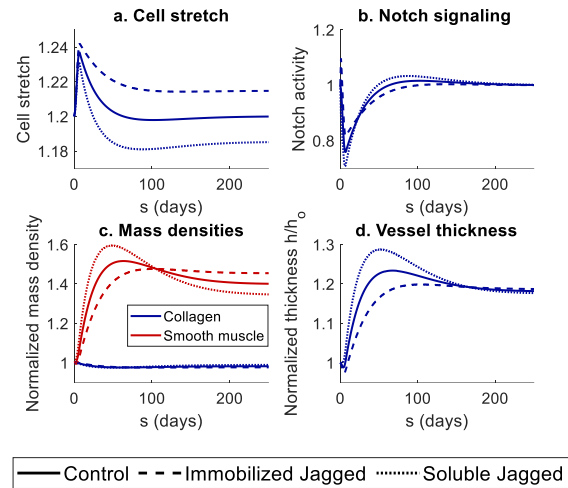 a. Cell stretch
Cell stretch
1.24
1.2
1.18
0
100
200
s (days)
b. Notch signaling
Notch activity
1.2
1
0.8
0
100
200
s (days)
c. Mass densities
Normalized mass density
1.6
1.4
1.2
1
Collagen
Smooth muscle
0
100
200
s (days)
d. Vessel thickness
Normalized thickness h/h_o
1.3
1.2
1.1
1
0
100
200
s (days)
Control Immobilized Jagged Soluble Jagged